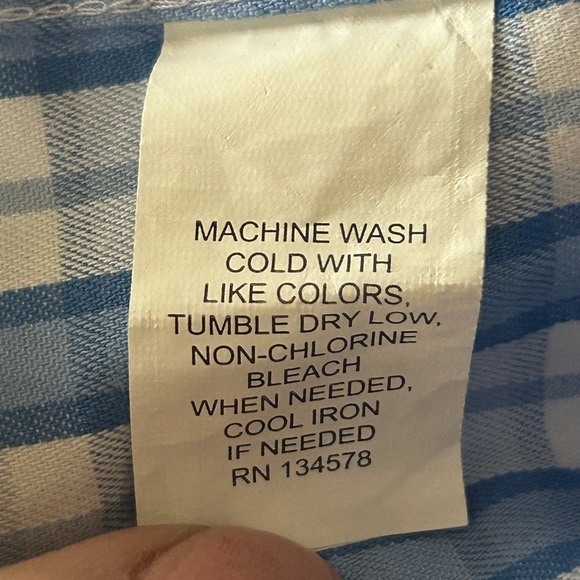 MACHINE WASH
COLD WITH
LIKE COLORS,
TUMBLE DRY LOW,
NON-CHLORINE
BLEACH
WHEN NEEDED,
COOL IRON
IF NEEDED
RN 134578